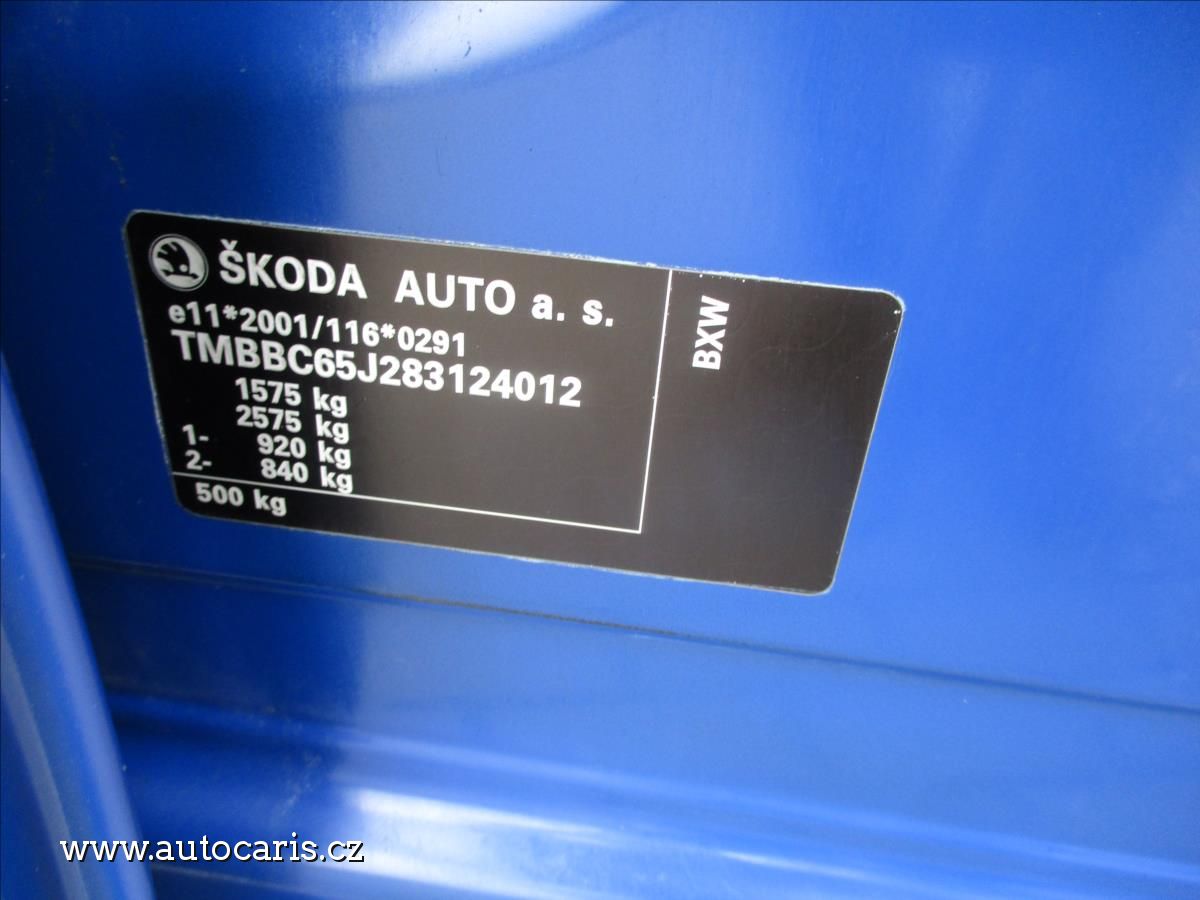 ŠKODA AUTO a. s.
e11*2001/116*0291
TMBBC65J283124012
1575 kg
2575 kg
1- 920 kg
2- 840 kg
500 kg
BXW
www.autocaris.cz